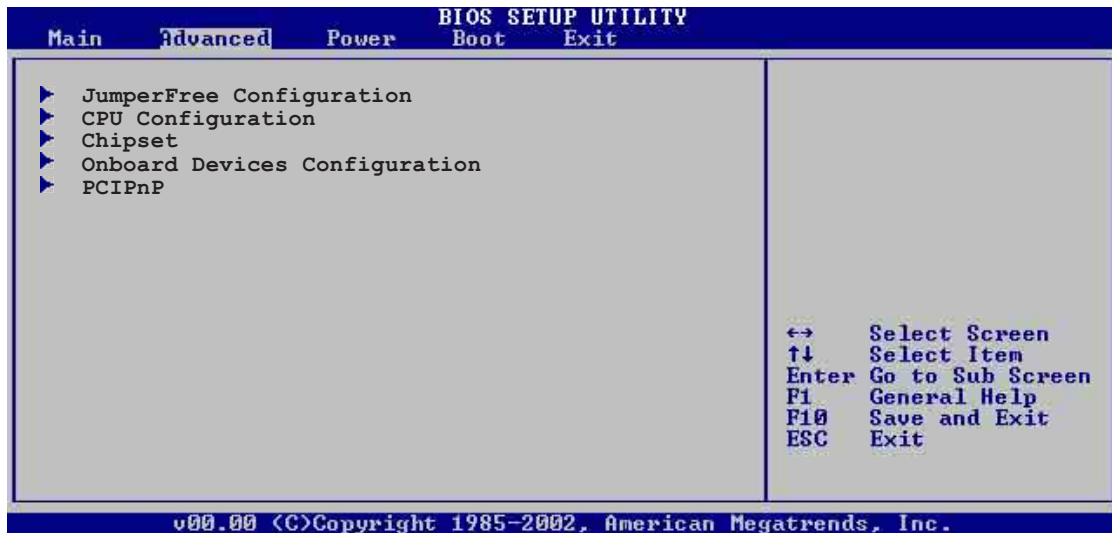 BIOS SETUP UTILITY
Main Advanced Power Boot Exit
JumperFree Configuration
CPU Configuration
Chipset
Onboard Devices Configuration
PCIPnP
←→ Select Screen
↑↓ Select Item
Enter Go to Sub Screen
F1 General Help
F10 Save and Exit
ESC Exit
v00.00 (C)Copyright 1985-2002, American Megatrends, Inc.